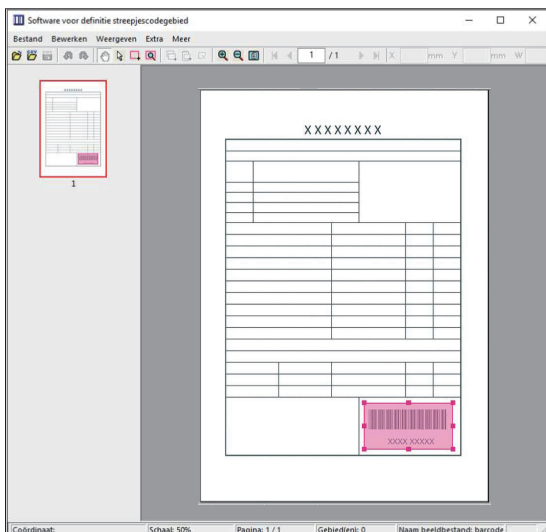 Software voor definitie streepjescodegebied
Bestand Bewerken Weergeven Extra Meer
1 / 1 X mm Y mm W
XXXXXXXX
1
XXXXXXXX
XXXX XXXXX
Coördinaat: Schaal: 50% Pagina: 1 / 1 Gebied(en): 0 Naam beeldbestand: barcode